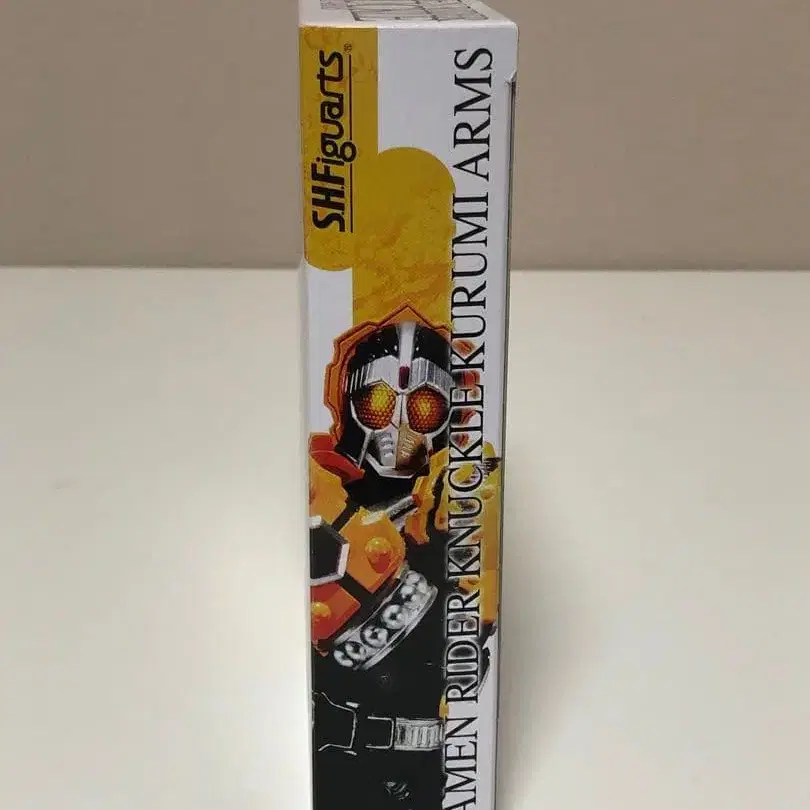 S.H.Figuarts
AMEN RIDER KNUCKLE KURUMI ARMS